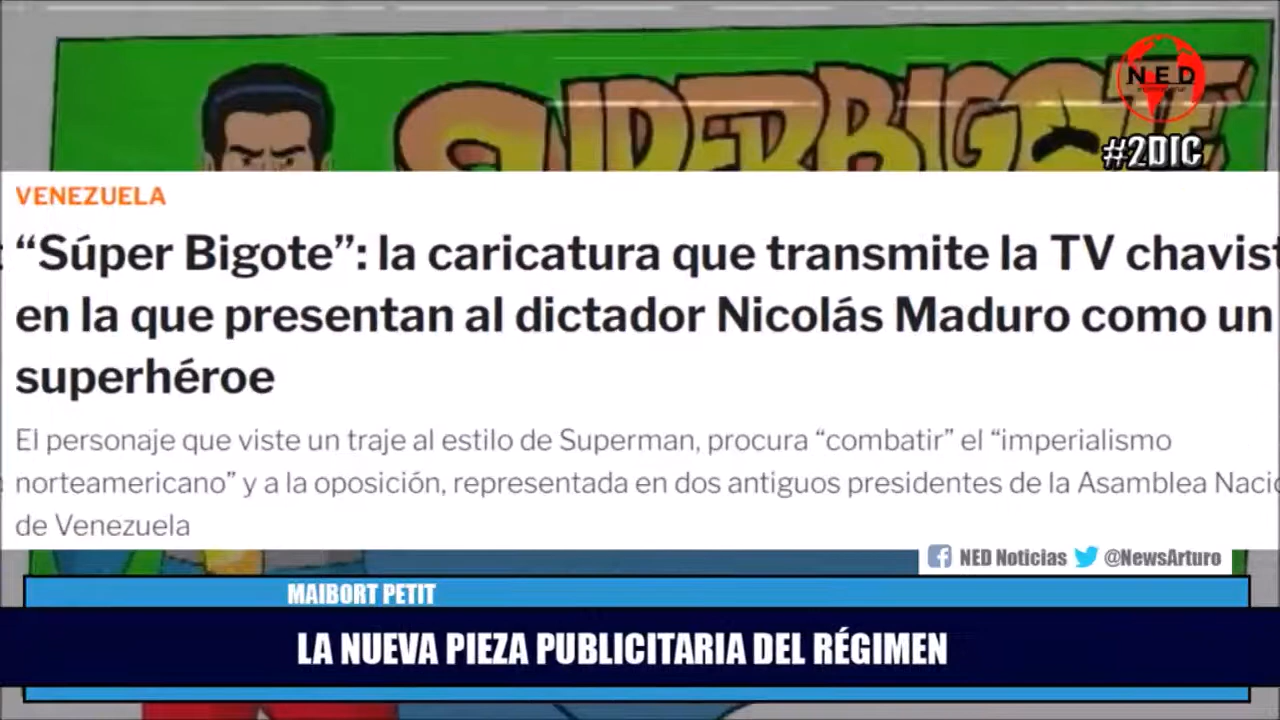 SUPERBIGOTE
NED
#2DIC
VENEZUELA
“Súper Bigote”: la caricatura que transmite la TV chavist
en la que presentan al dictador Nicolás Maduro como un
superhéroe
El personaje que viste un traje al estilo de Superman, procura “combatir” el “imperialismo
norteamericano” y a la oposición, representada en dos antiguos presidentes de la Asamblea Nacio
de Venezuela
NED Noticias @NewsArturo
MAIBORT PETIT
LA NUEVA PIEZA PUBLICITARIA DEL RÉGIMEN